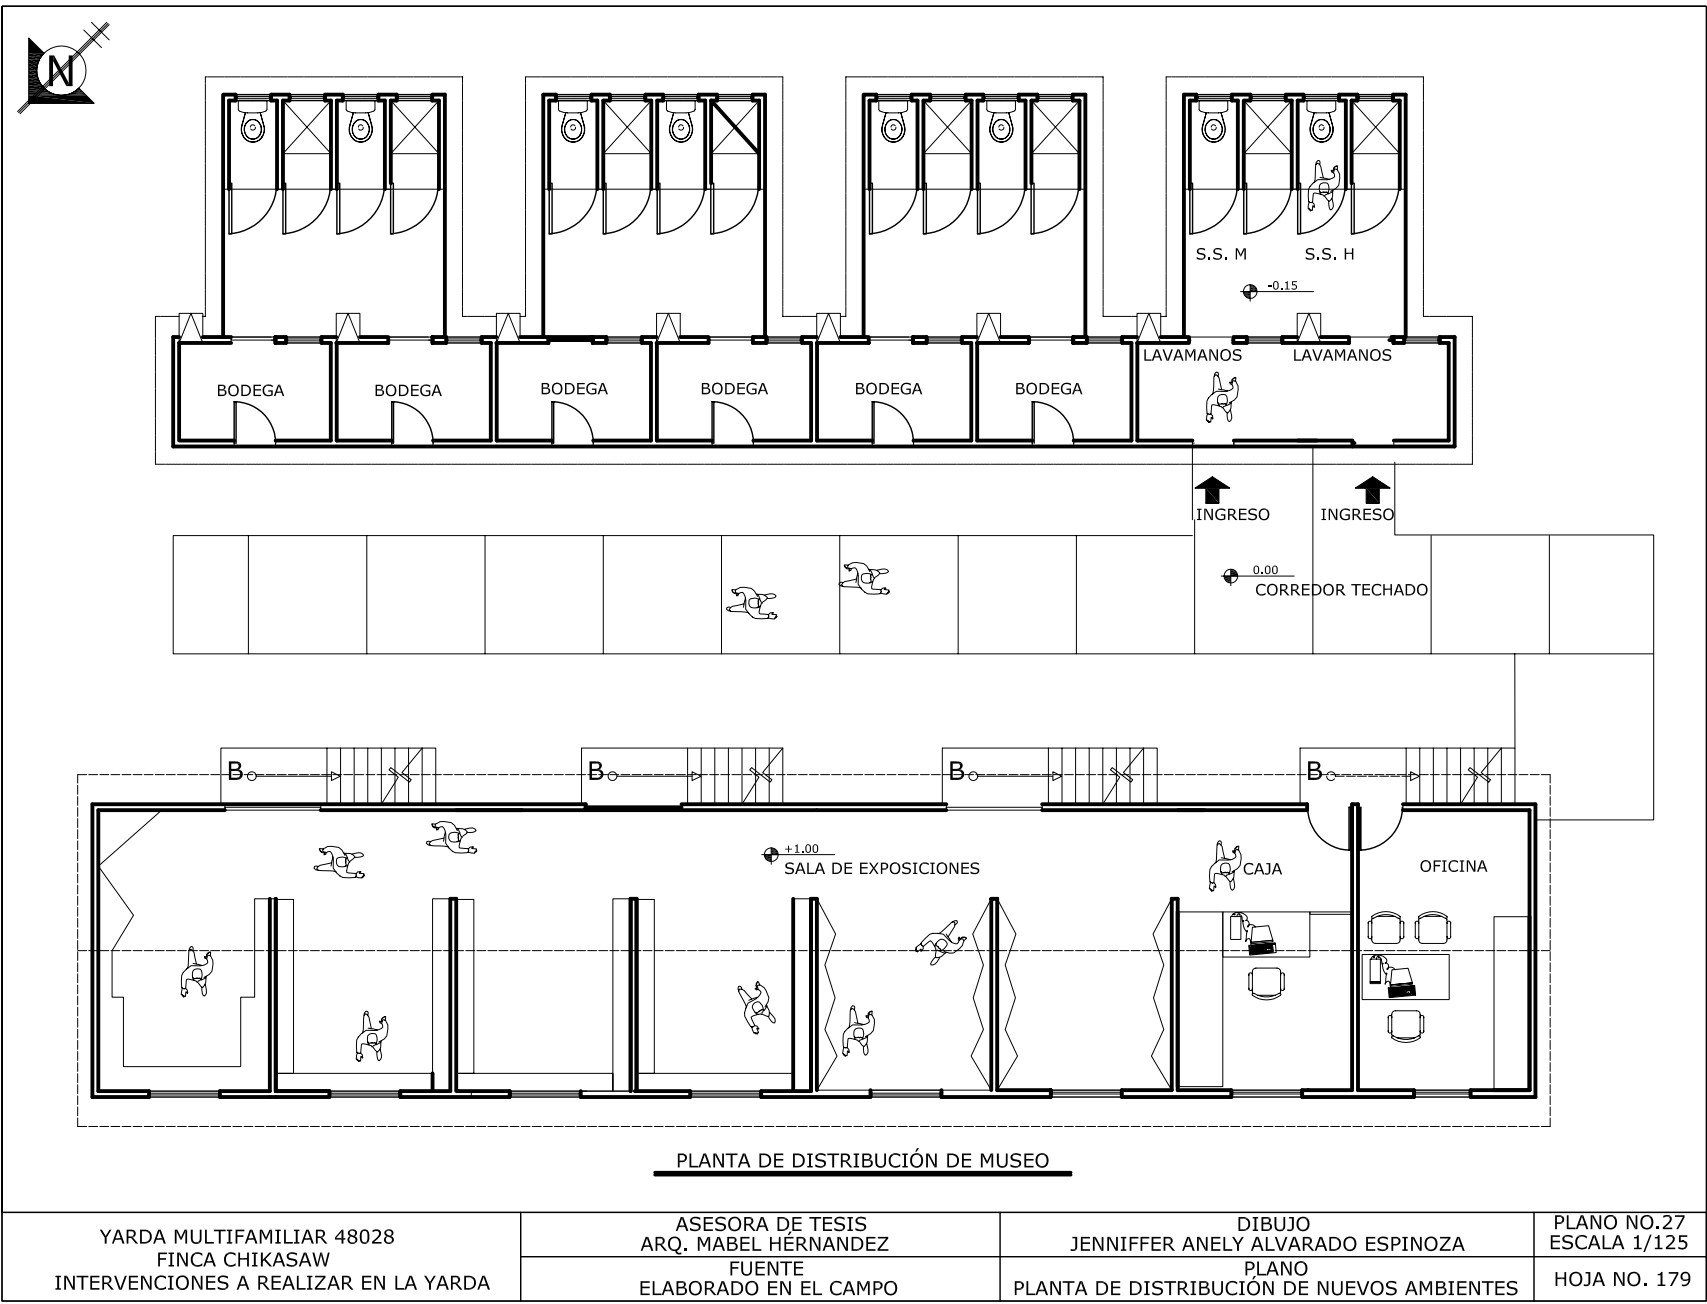 N
S.S. M
S.S. H
-0.15
LAVAMANOS
LAVAMANOS
BODEGA
BODEGA
BODEGA
BODEGA
BODEGA
BODEGA
INGRESO
INGRESO
0.00
CORREDOR TECHADO
B
B
B
B
+1.00
SALA DE EXPOSICIONES
CAJA
OFICINA
PLANTA DE DISTRIBUCIÓN DE MUSEO
YARDA MULTIFAMILIAR 48028
FINCA CHIKASAW
INTERVENCIONES A REALIZAR EN LA YARDA
ASESORA DE TESIS
ARQ. MABEL HÉRNANDEZ
FUENTE
ELABORADO EN EL CAMPO
DIBUJO
JENNIFFER ANELY ALVARADO ESPINOZA
PLANO
PLANTA DE DISTRIBUCIÓN DE NUEVOS AMBIENTES
PLANO NO.27
ESCALA 1/125
HOJA NO. 179